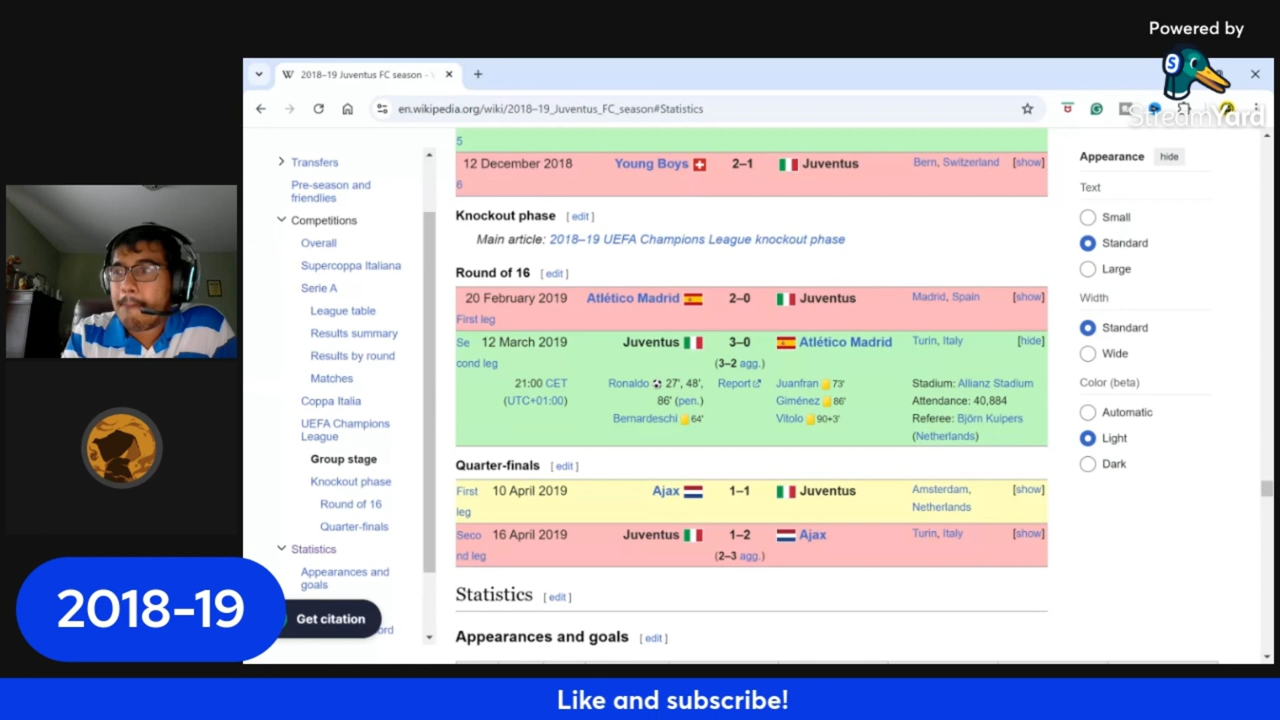 Powered by
StreamYard
2018–19 Juventus FC season -
en.wikipedia.org/wiki/2018–19_Juventus_FC_season#Statistics
Transfers
Pre-season and
friendlies
Competitions
Overall
Supercoppa Italiana
Serie A
League table
Results summary
Results by round
Matches
Coppa Italia
UEFA Champions
League
Group stage
Knockout phase
Round of 16
Quarter-finals
Statistics
Appearances and
goals
ord
Get citation
5
12 December 2018 Young Boys 2–1 Juventus Bern, Switzerland [show]
6
Knockout phase [ edit ]
Main article: 2018–19 UEFA Champions League knockout phase
Round of 16 [ edit ]
20 February 2019 Atlético Madrid 2–0 Juventus Madrid, Spain [show]
First leg
Se 12 March 2019 Juventus 3–0 Atlético Madrid Turin, Italy [hide]
cond leg (3–2 agg.)
21:00 CET Ronaldo 27', 48', Report Juanfran 73' Stadium: Allianz Stadium
(UTC+01:00) 86' (pen.) Giménez 86' Attendance: 40,884
Bernardeschi 64' Vitolo 90+3' Referee: Björn Kuipers
(Netherlands)
Quarter-finals [ edit ]
First 10 April 2019 Ajax 1–1 Juventus Amsterdam, [show]
leg Netherlands
Seco 16 April 2019 Juventus 1–2 Ajax Turin, Italy [show]
nd leg (2–3 agg.)
Statistics [ edit ]
Appearances and goals [ edit ]
Appearance hide
Text
Small
Standard
Large
Width
Standard
Wide
Color (beta)
Automatic
Light
Dark
2018-19
Like and subscribe!